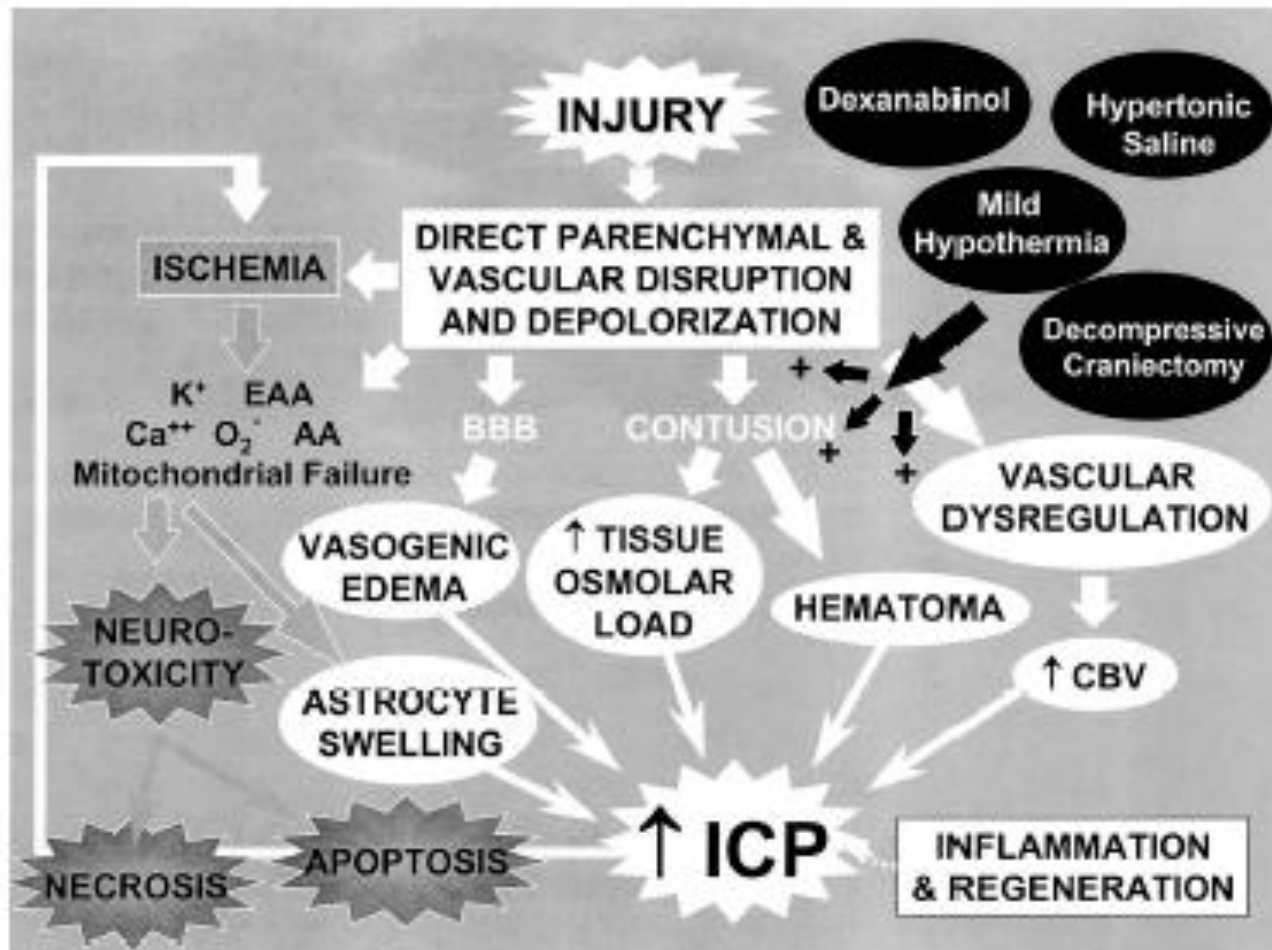 INJURY
Dexanabinol
Hypertonic
Saline
Mild
Hypothermia
Decompressive
Craniectomy
DIRECT PARENCHYMAL &
VASCULAR DISRUPTION
AND DEPOLORIZATION
ISCHEMIA
K⁺ EAA
Ca⁺⁺ O₂⁻ AA
Mitochondrial Failure
BBB
CONTUSION
+
+
+
VASCULAR
DYSREGULATION
VASOGENIC
EDEMA
↑ TISSUE
OSMOLAR
LOAD
HEMATOMA
↑ CBV
NEURO-
TOXICITY
ASTROCYTE
SWELLING
NECROSIS
APOPTOSIS
↑ ICP
INFLAMMATION
& REGENERATION